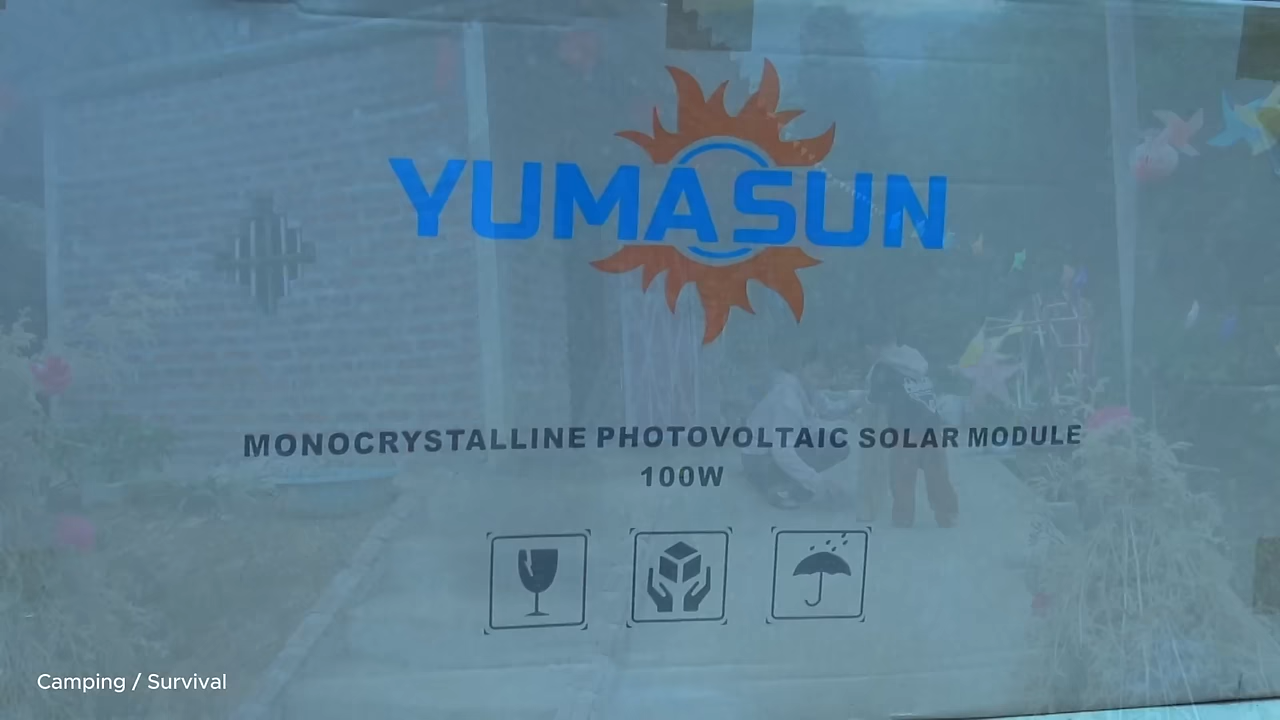 YUMASUN
MONOCRYSTALLINE PHOTOVOLTAIC SOLAR MODULE
100W
Camping / Survival